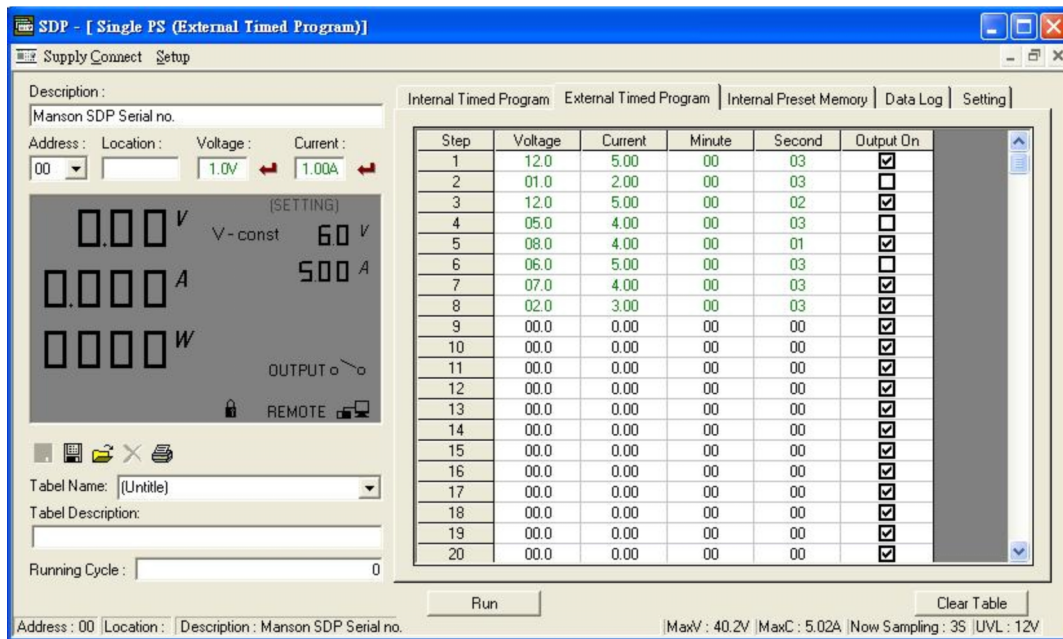 SDP - [ Single PS (External Timed Program)]
Supply Connect Setup
Description :
Manson SDP Serial no.
Address : Location : Voltage : Current :
00 1.0V 1.00A
(SETTING)
0.00 V V-const 6.0 V
0.000 A 5.00 A
0000 W
OUTPUT
REMOTE
Tabel Name: (Untitle)
Tabel Description:
Running Cycle : 0
Internal Timed Program External Timed Program Internal Preset Memory Data Log Setting
Step Voltage Current Minute Second Output On
1 12.0 5.00 00 03
2 01.0 2.00 00 03
3 12.0 5.00 00 02
4 05.0 4.00 00 03
5 08.0 4.00 00 01
6 06.0 5.00 00 03
7 07.0 4.00 00 03
8 02.0 3.00 00 03
9 00.0 0.00 00 00
10 00.0 0.00 00 00
11 00.0 0.00 00 00
12 00.0 0.00 00 00
13 00.0 0.00 00 00
14 00.0 0.00 00 00
15 00.0 0.00 00 00
16 00.0 0.00 00 00
17 00.0 0.00 00 00
18 00.0 0.00 00 00
19 00.0 0.00 00 00
20 00.0 0.00 00 00
Run Clear Table
Address : 00 Location : Description : Manson SDP Serial no. MaxV : 40.2V MaxC : 5.02A Now Sampling : 3S UVL : 12V